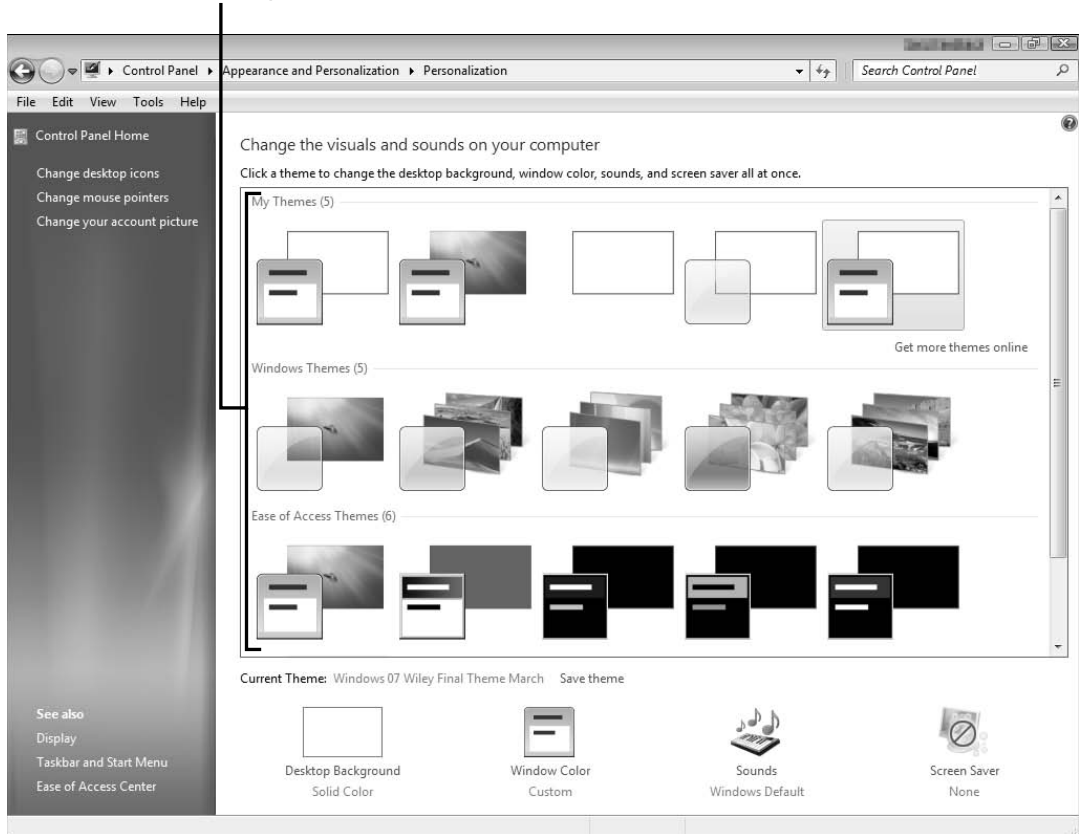 Control Panel ▸ Appearance and Personalization ▸ Personalization
Search Control Panel
File Edit View Tools Help
Control Panel Home
Change desktop icons
Change mouse pointers
Change your account picture
Change the visuals and sounds on your computer
Click a theme to change the desktop background, window color, sounds, and screen saver all at once.
My Themes (5)
Get more themes online
Windows Themes (5)
Ease of Access Themes (6)
Current Theme: Windows 07 Wiley Final Theme March Save theme
See also
Display
Taskbar and Start Menu
Ease of Access Center
Desktop Background
Solid Color
Window Color
Custom
Sounds
Windows Default
Screen Saver
None